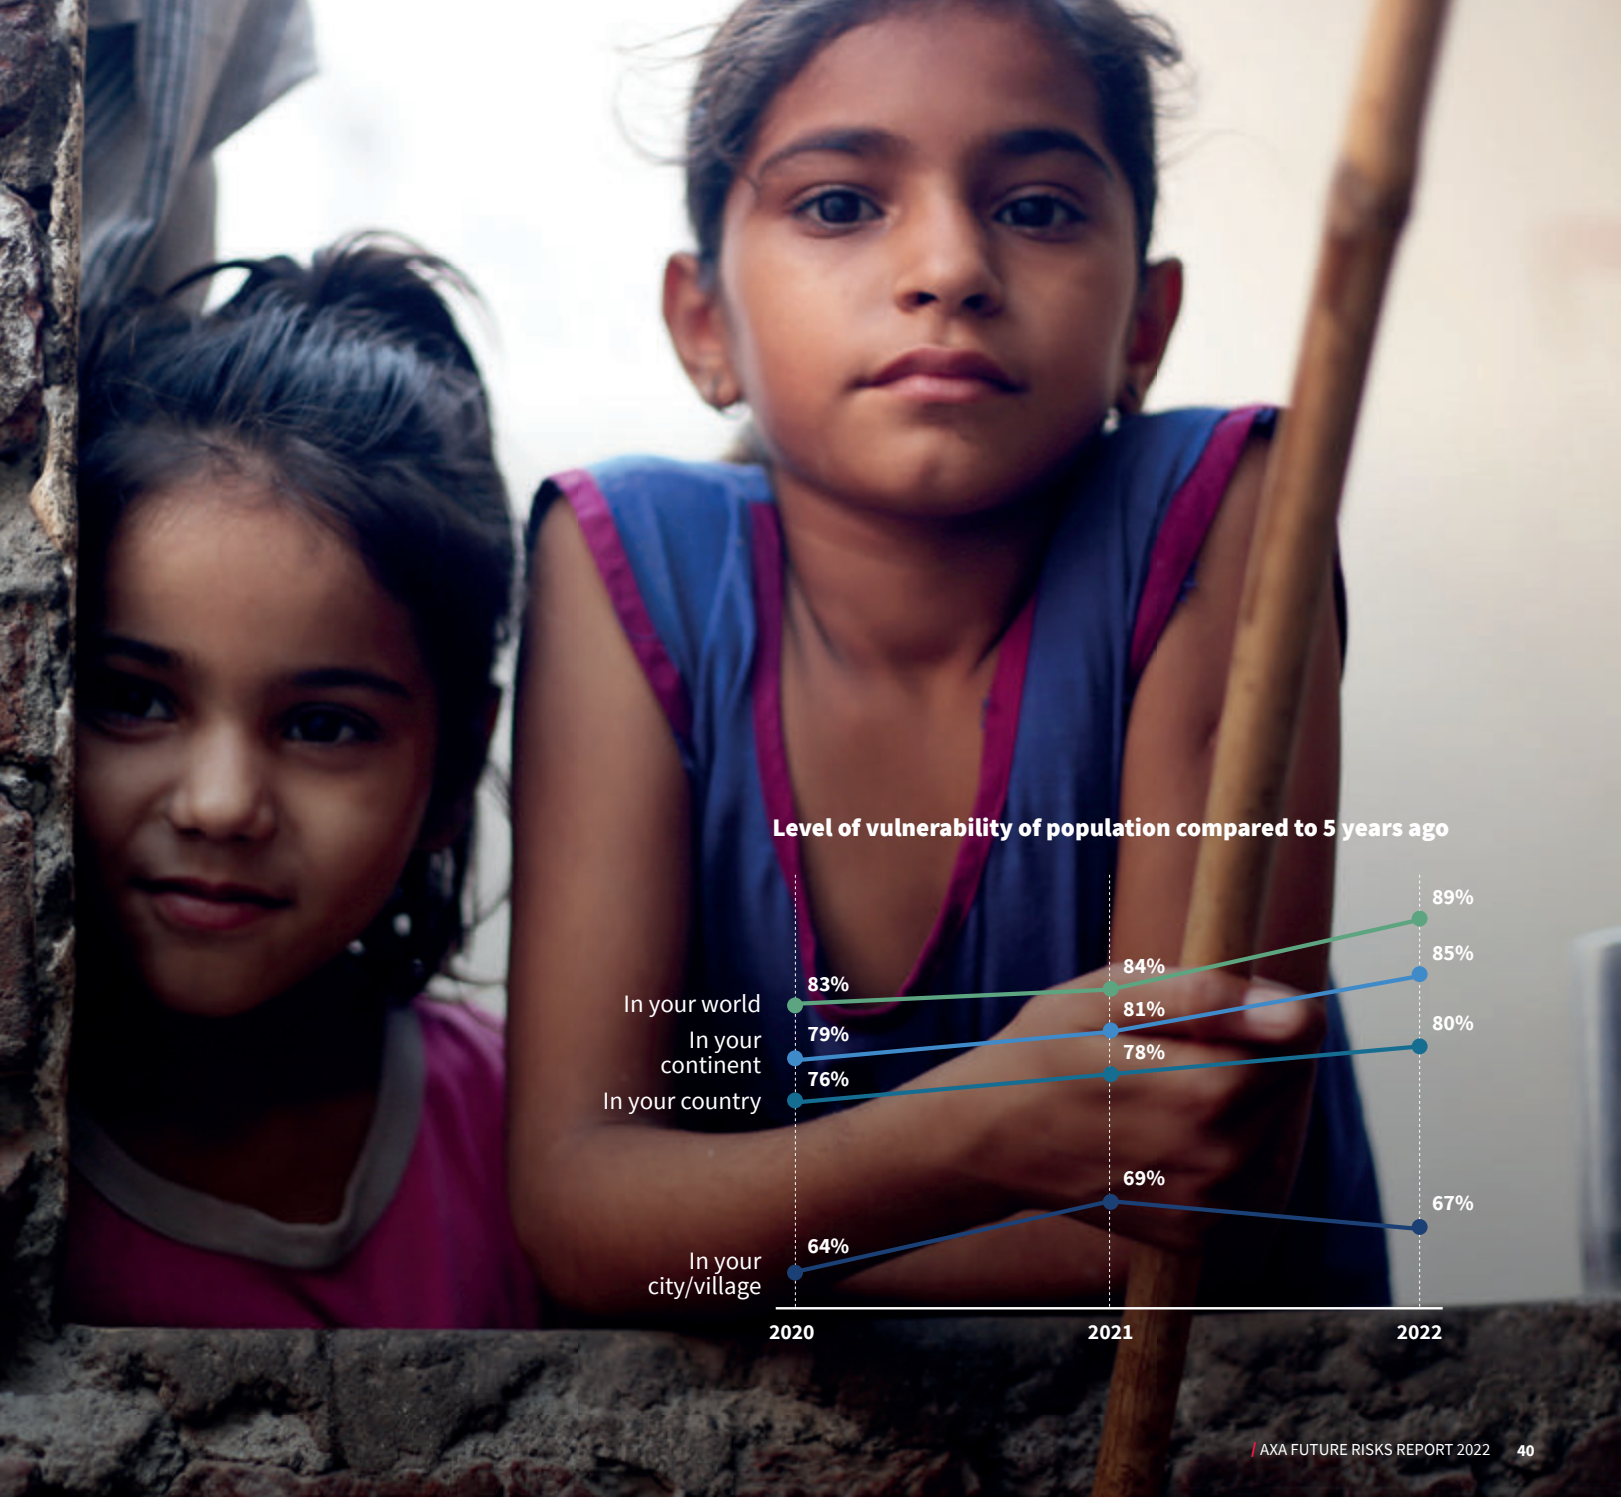 Level of vulnerability of population compared to 5 years ago
89%
85%
84%
83%
In your world
81%
79%
In your
continent
80%
78%
76%
In your country
69%
67%
64%
In your
city/village
2020
2021
2022
/ AXA FUTURE RISKS REPORT 2022 40